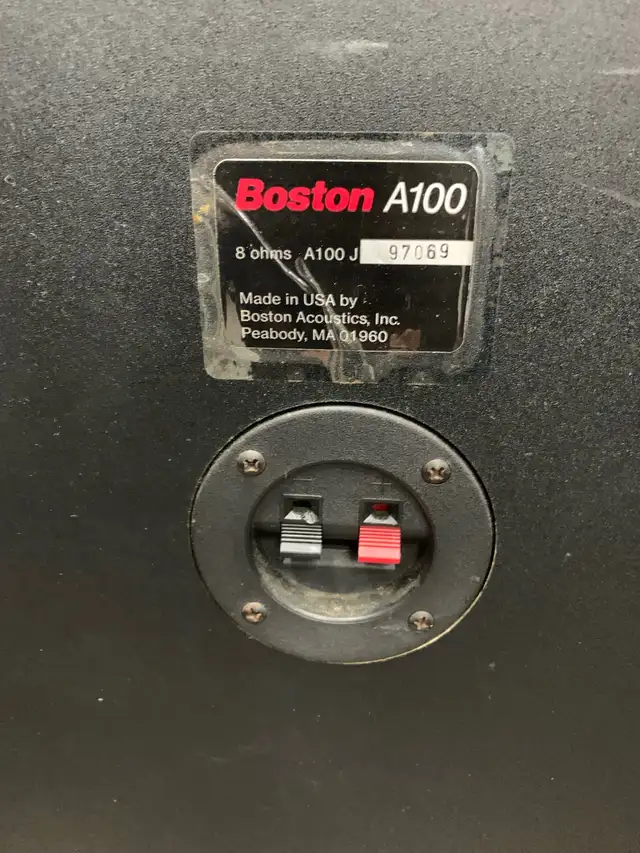 Boston A100
8 ohms A100 J 97069
Made in USA by
Boston Acoustics, Inc.
Peabody, MA 01960
- +